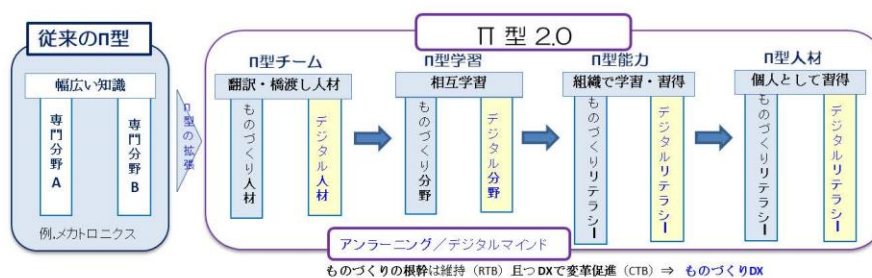 従来のΠ型
幅広い知識
専門分野A
専門分野B
例.メカトロニクス
Π型の拡張
Π型2.0
Π型チーム
翻訳・橋渡し人材
ものづくり人材
デジタル人材
Π型学習
相互学習
ものづくり分野
デジタル分野
Π型能力
組織で学習・習得
ものづくりリテラシー
デジタルリテラシー
Π型人材
個人として習得
ものづくりリテラシー
デジタルリテラシー
アンラーニング/デジタルマインド
ものづくりの根幹は維持(RTB)且つDXで変革促進(CTB)⇒ ものづくりDX